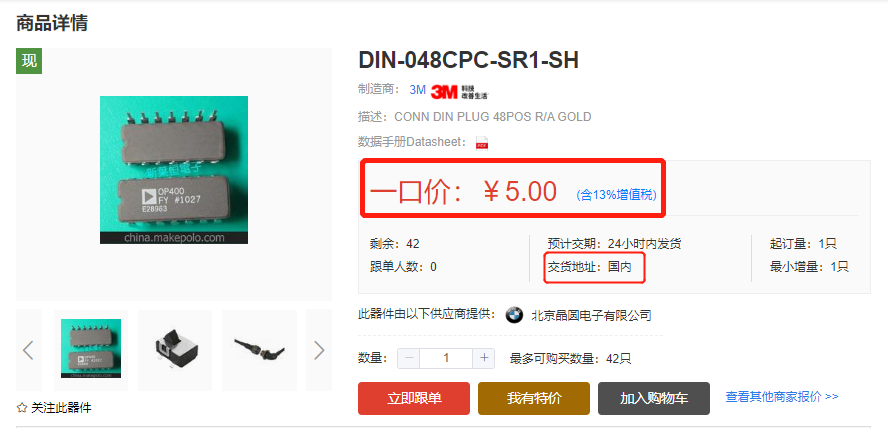 商品详情
现
新莱恒电子
OP400
FY #1027
E28963
china.makepolo.com
☆ 关注此器件
DIN-048CPC-SR1-SH
制造商： 3M 3M 科技 改善生活
描述： CONN DIN PLUG 48POS R/A GOLD
数据手册Datasheet：
一口价：￥5.00 (含13%增值税)
剩余：42 预计交期：24小时内发货 起订量：1只
跟单人数：0 交货地址：国内 最小增量：1只
此器件由以下供应商提供： 北京晶圆电子有限公司
数量： － 1 + 最多可购买数量：42只
立即跟单 我有特价 加入购物车 查看其他商家报价 >>